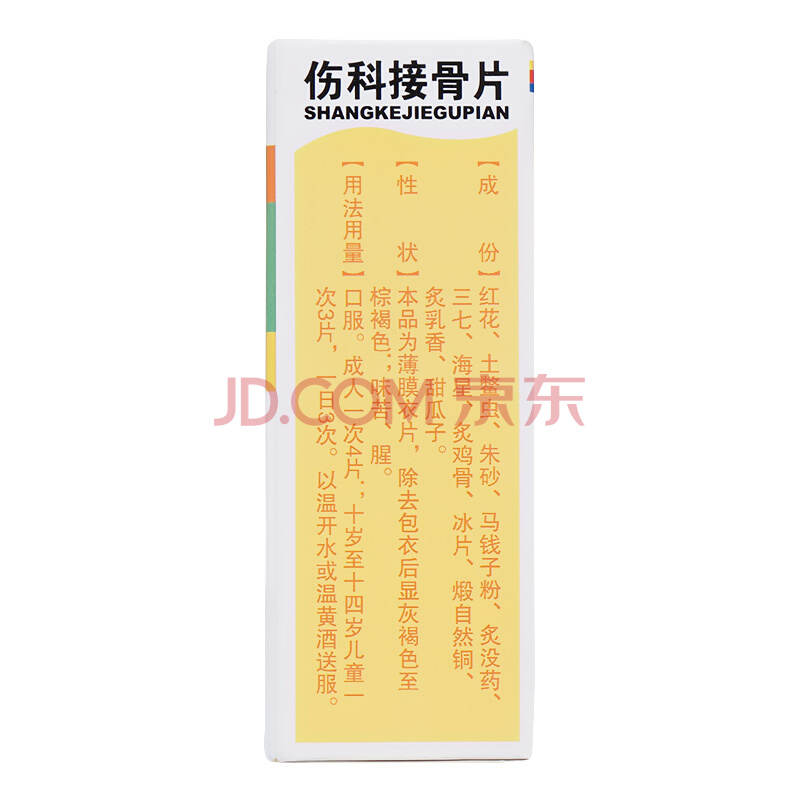 伤科接骨片
SHANGKEJIEGUPIAN
【成份】红花、土鳖虫、朱砂、马钱子粉、炙没药、
三七、海星、炙鸡骨、冰片、煅自然铜、
炙乳香、甜瓜子。
【性状】本品为薄膜衣片，除去包衣后显灰褐色至
棕褐色；味苦、腥。
【用法用量】口服。成人一次4片；十岁至十四岁儿童一
次3片，一日3次。以温开水或温黄酒送服。
JD.COM 京东